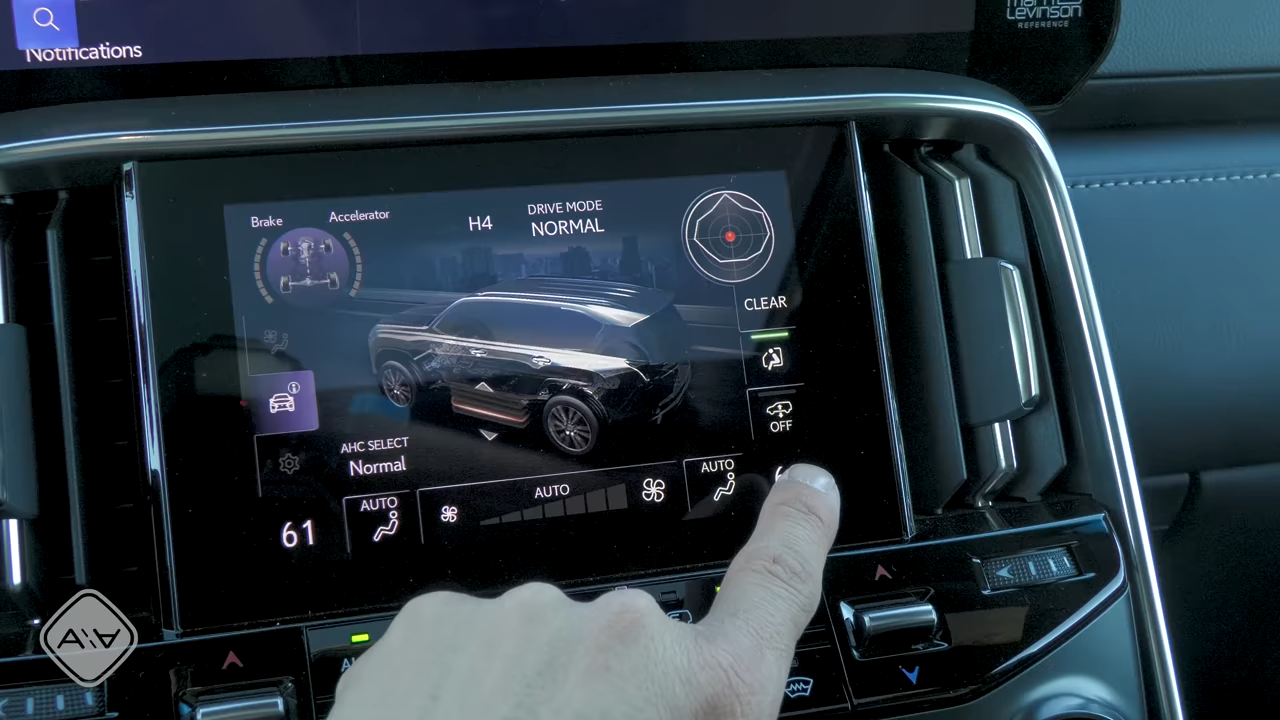 Notifications
Mark
Levinson
REFERENCE
Brake
Accelerator
H4
DRIVE MODE
NORMAL
CLEAR
OFF
AHC SELECT
Normal
61
AUTO
AUTO
AUTO
A